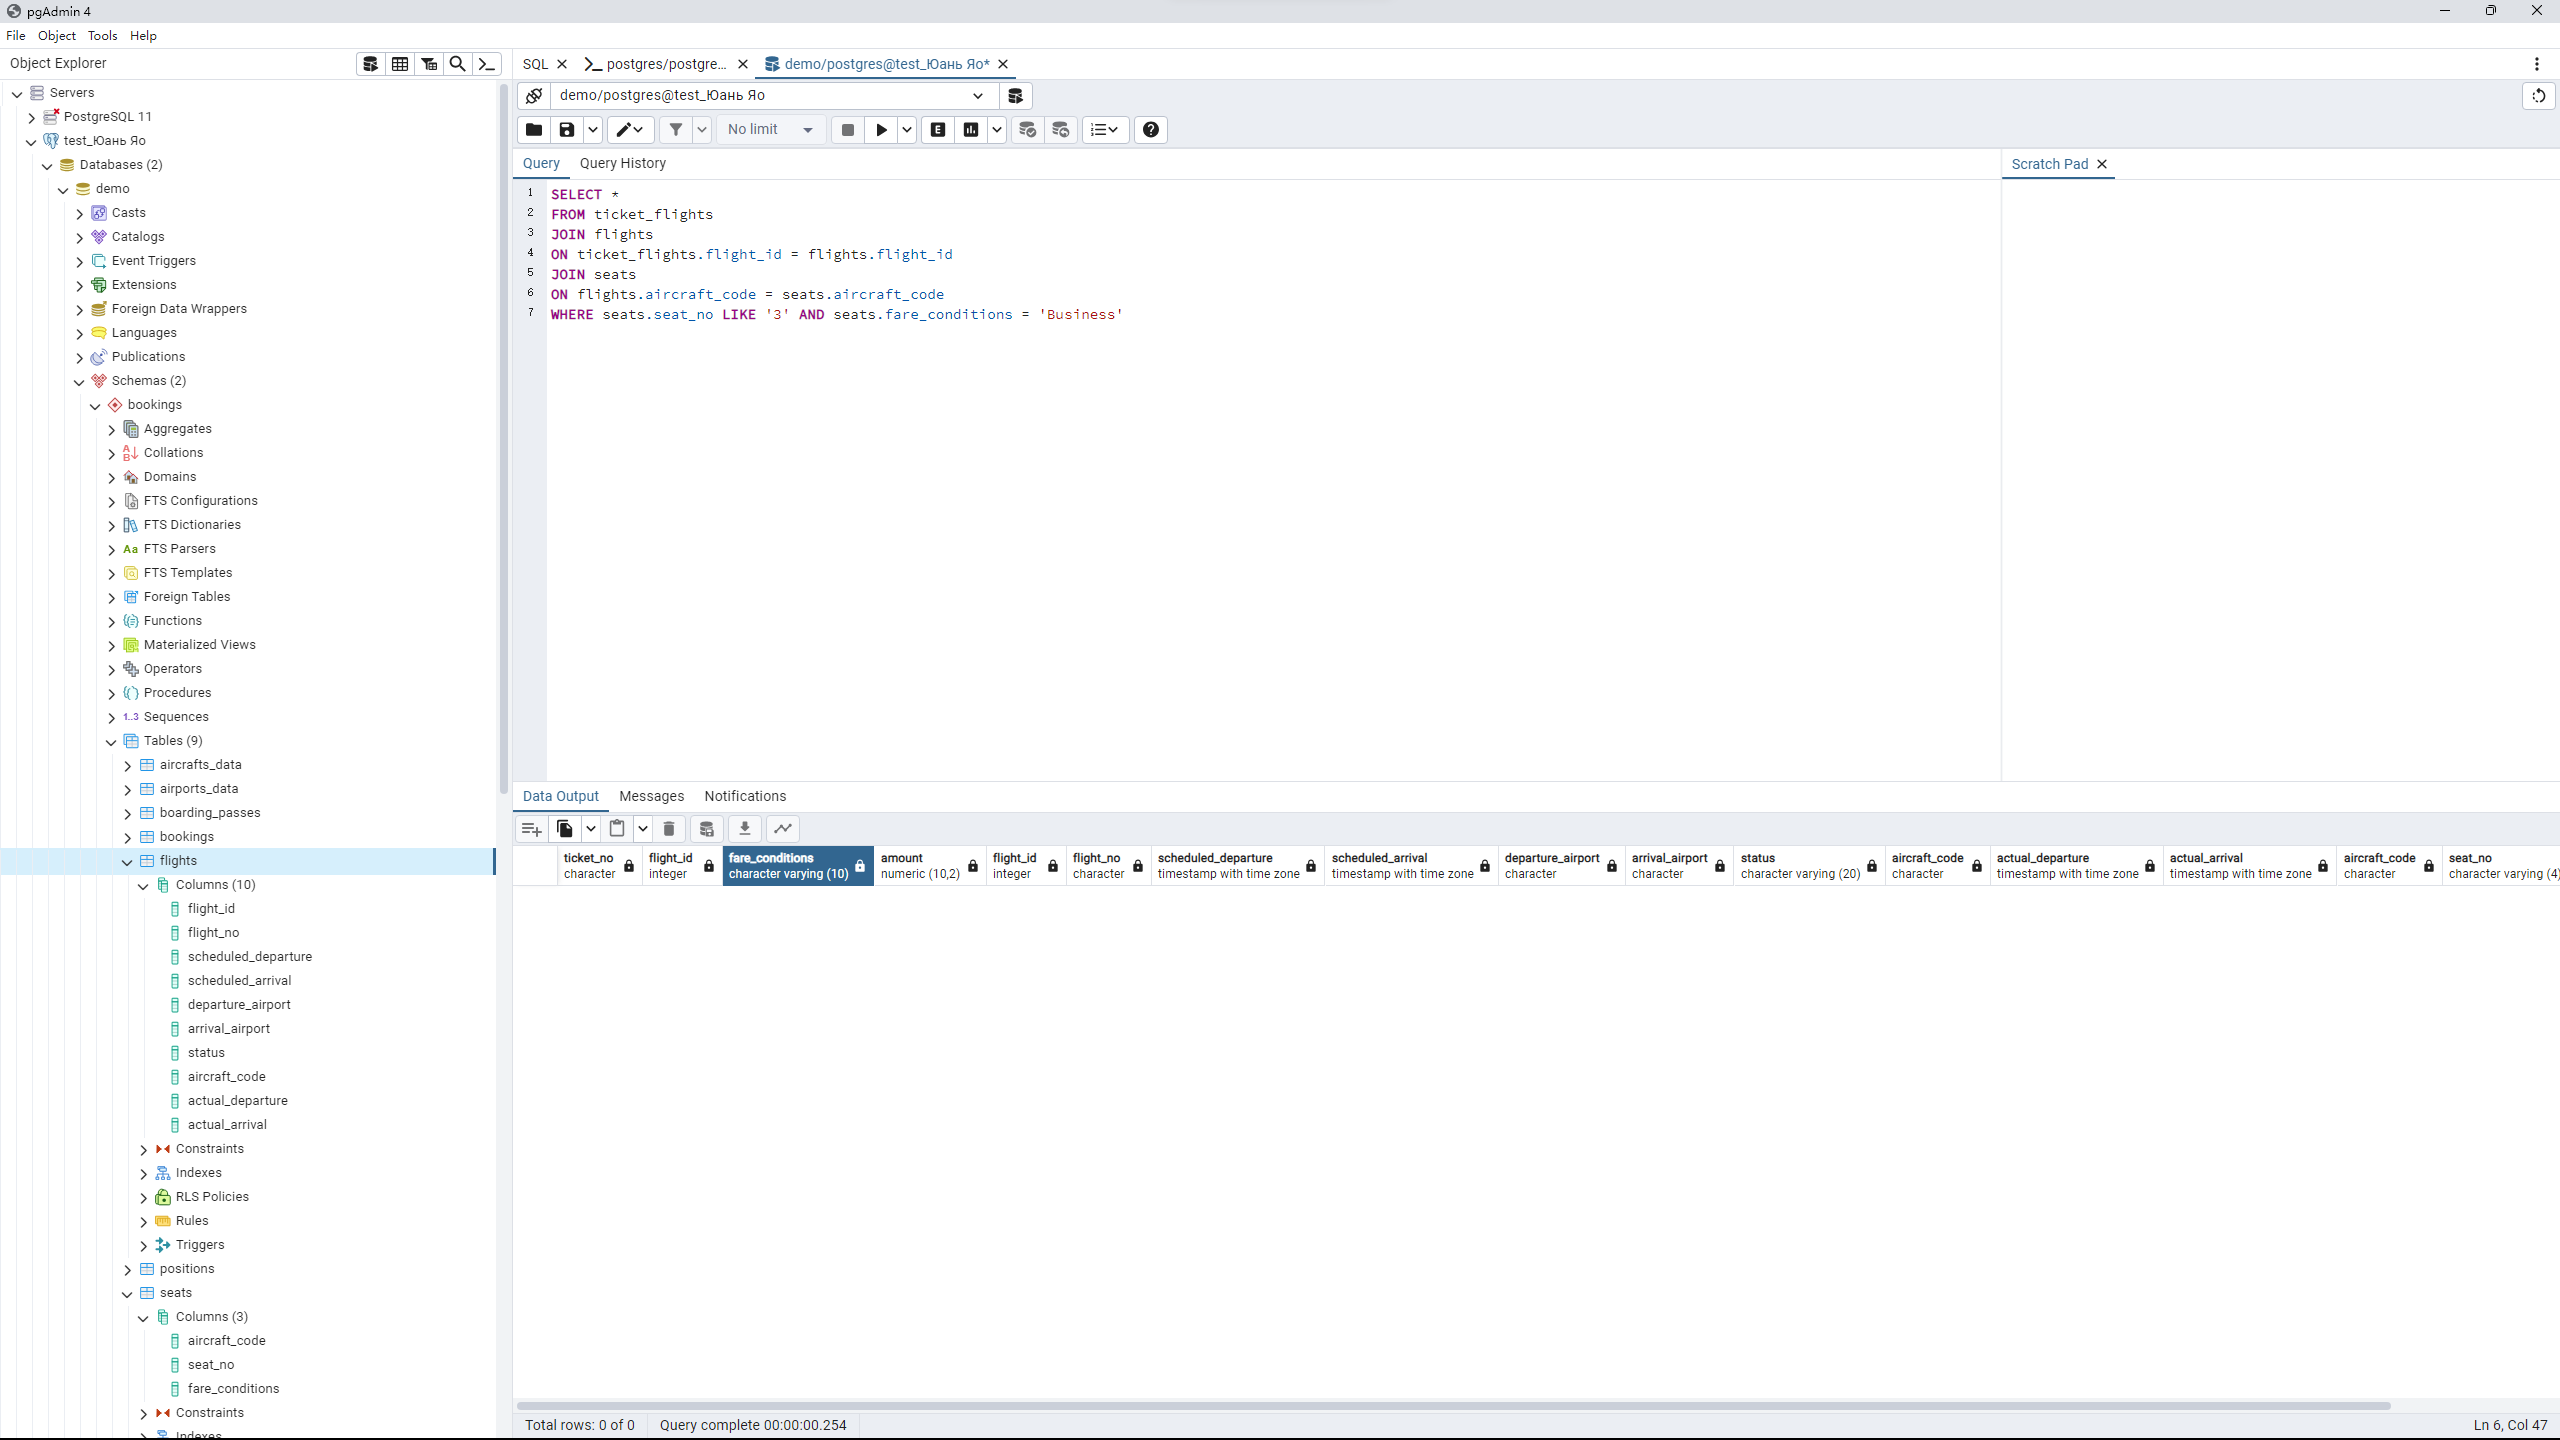 pgAdmin 4
File Object Tools Help
Object Explorer
SQL
postgres/postgre...
demo/postgres@test_Юань Яо*
demo/postgres@test_Юань Яо
No limit
Servers
PostgreSQL 11
test_Юань Яо
Databases (2)
demo
Casts
Catalogs
Event Triggers
Extensions
Foreign Data Wrappers
Languages
Publications
Schemas (2)
bookings
Aggregates
Collations
Domains
FTS Configurations
FTS Dictionaries
Aa FTS Parsers
FTS Templates
Foreign Tables
Functions
Materialized Views
Operators
Procedures
1..3 Sequences
Tables (9)
aircrafts_data
airports_data
boarding_passes
bookings
flights
Columns (10)
flight_id
flight_no
scheduled_departure
scheduled_arrival
departure_airport
arrival_airport
status
aircraft_code
actual_departure
actual_arrival
Constraints
Indexes
RLS Policies
Rules
Triggers
positions
seats
Columns (3)
aircraft_code
seat_no
fare_conditions
Constraints
Indexes
Query Query History
Scratch Pad
1 SELECT *
2 FROM ticket_flights
3 JOIN flights
4 ON ticket_flights.flight_id = flights.flight_id
5 JOIN seats
6 ON flights.aircraft_code = seats.aircraft_code
7 WHERE seats.seat_no LIKE '3' AND seats.fare_conditions = 'Business'
Data Output Messages Notifications
ticket_no flight_id fare_conditions amount flight_id flight_no scheduled_departure scheduled_arrival departure_airport arrival_airport status aircraft_code actual_departure actual_arrival aircraft_code seat_no
character integer character varying (10) numeric (10,2) integer character timestamp with time zone timestamp with time zone character character character varying (20) character timestamp with time zone timestamp with time zone character character varying (4)
Total rows: 0 of 0 Query complete 00:00:00.254
Ln 6, Col 47